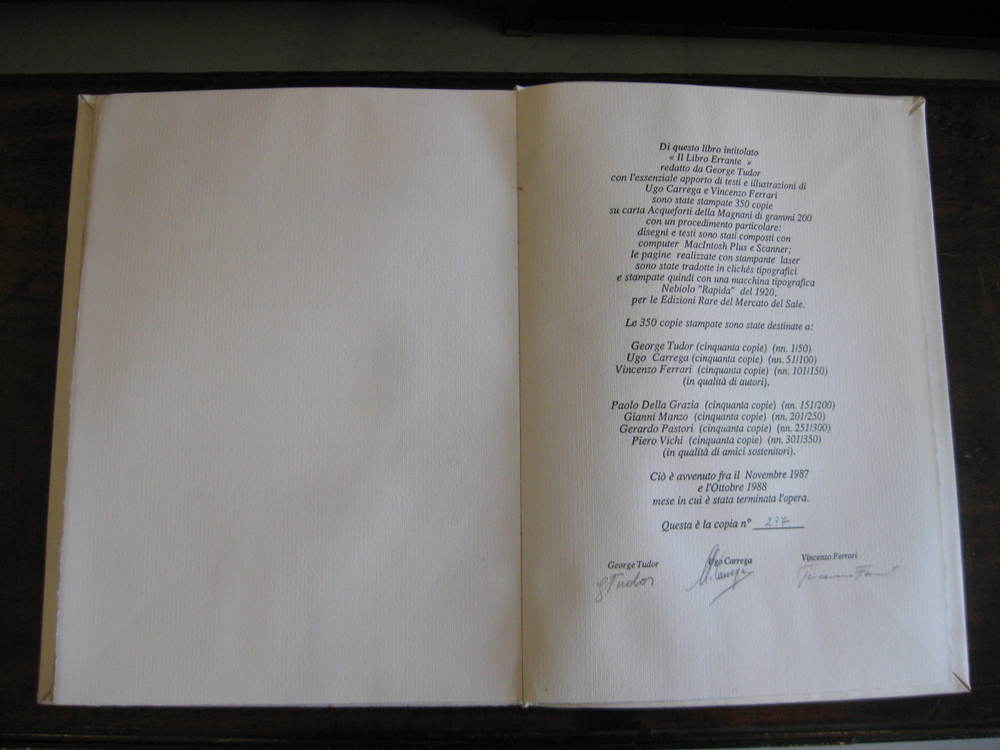 Di questo libro intitolato
« Il Libro Errante »
redatto da George Tudor
con l'essenziale apporto di testi e illustrazioni di
Ugo Carrega e Vincenzo Ferrari
sono state stampate 350 copie
su carta Acqueforti della Magnani di grammi 200
con un procedimento particolare:
disegni e testi sono stati composti con
computer MacIntosh Plus e Scanner;
le pagine realizzate con stampante laser
sono state tradotte in clichés tipografici
e stampate quindi con una macchina tipografica
Nebiolo "Rapida" del 1920,
per le Edizioni Rare del Mercato del Sale.
Le 350 copie stampate sono state destinate a:
George Tudor (cinquanta copie) (nn. 1/50)
Ugo Carrega (cinquanta copie) (nn. 51/100)
Vincenzo Ferrari (cinquanta copie) (nn. 101/150)
(in qualità di autori).
Paolo Della Grazia (cinquanta copie) (nn. 151/200)
Gianni Manzo (cinquanta copie) (nn. 201/250)
Gerardo Pastori (cinquanta copie) (nn. 251/300)
Piero Vichi (cinquanta copie) (nn. 301/350)
(in qualità di amici sostenitori).
Ciò è avvenuto fra il Novembre 1987
e l'Ottobre 1988
mese in cui è stata terminata l'opera.
Questa è la copia n° 297
George Tudor Ugo Carrega Vincenzo Ferrari
GTudor U. Carrega Vincenzo Ferrari